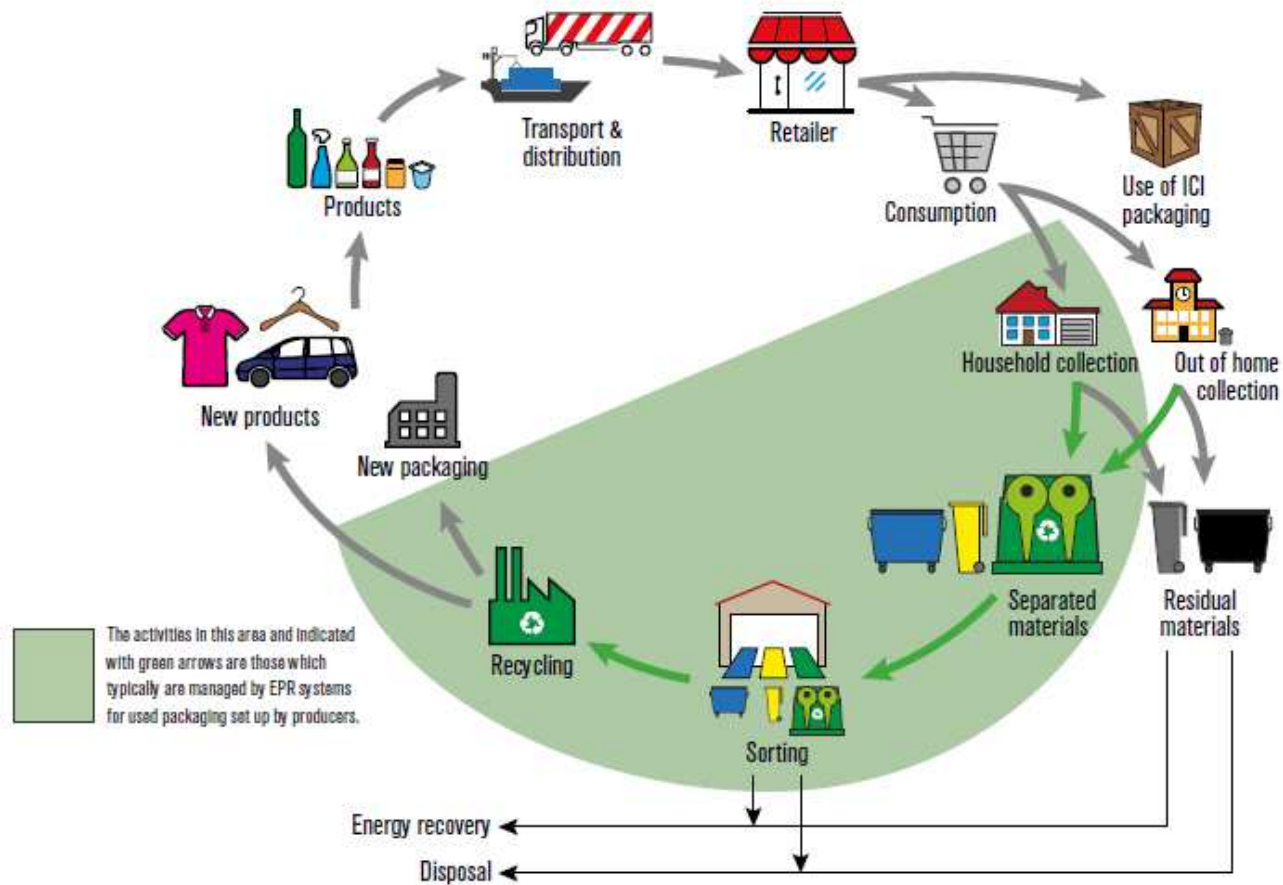 Transport &
distribution
Retailer
Use of ICI
packaging
Consumption
Products
Household collection
Out of home
collection
New products
New packaging
Separated
materials
Residual
materials
Recycling
Sorting
The activities in this area and indicated
with green arrows are those which
typically are managed by EPR systems
for used packaging set up by producers.
Energy recovery
Disposal